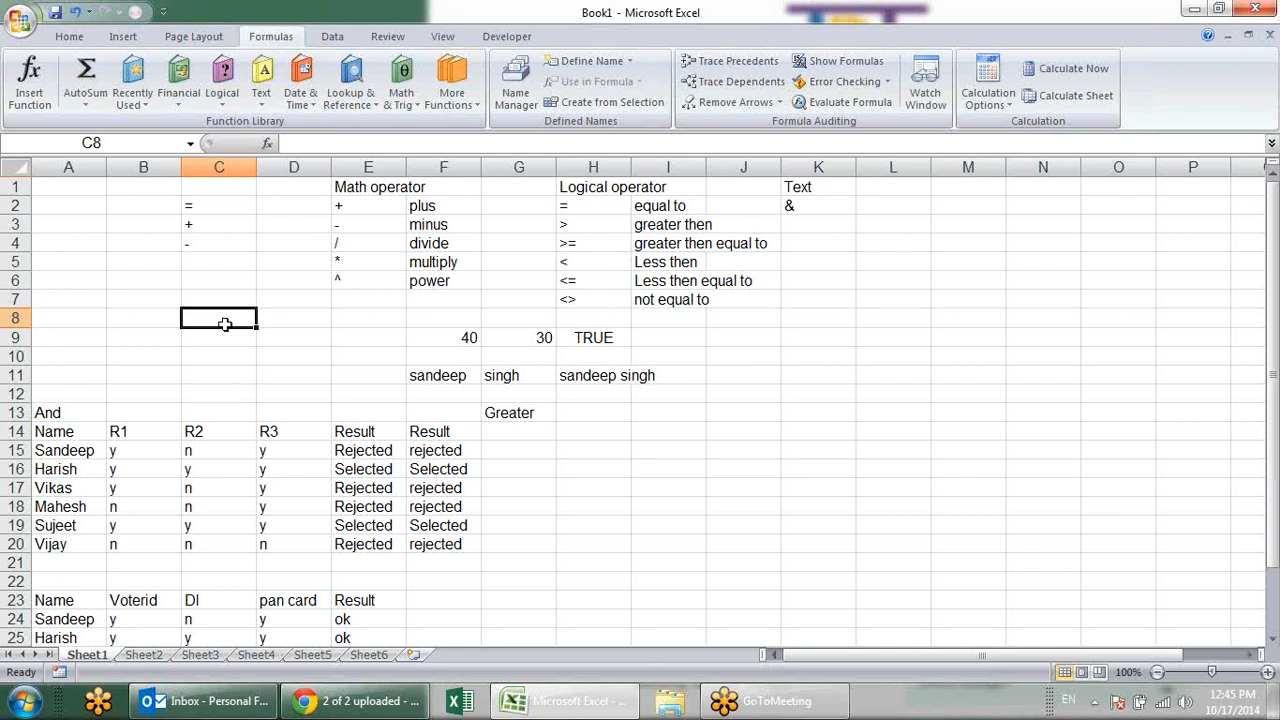 Book1 - Microsoft Excel
Home Insert Page Layout Formulas Data Review View Developer
fx Insert Function
Σ AutoSum
Recently Used
Financial
Logical
Text
Date & Time
Lookup & Reference
Math & Trig
More Functions
Function Library
Name Manager
Define Name
Use in Formula
Create from Selection
Defined Names
Trace Precedents
Trace Dependents
Remove Arrows
Show Formulas
Error Checking
Evaluate Formula
Formula Auditing
Watch Window
Calculation Options
Calculate Now
Calculate Sheet
Calculation
C8 fx
A B C D E F G H I J K L M N O P
1 Math operator Logical operator Text
2 = + plus = equal to &
3 + - minus > greater then
4 - / divide >= greater then equal to
5 * multiply < Less then
6 ^ power <= Less then equal to
7 <> not equal to
8
9 40 30 TRUE
10
11 sandeep singh sandeep singh
12
13 And Greater
14 Name R1 R2 R3 Result Result
15 Sandeep y n y Rejected rejected
16 Harish y y y Selected Selected
17 Vikas y n y Rejected rejected
18 Mahesh n n y Rejected rejected
19 Sujeet y y y Selected Selected
20 Vijay n n n Rejected rejected
21
22
23 Name Voterid Dl pan card Result
24 Sandeep y n y ok
25 Harish y y y ok
Sheet1 Sheet2 Sheet3 Sheet4 Sheet5 Sheet6
Ready 100%
Inbox - Personal F... 2 of 2 uploaded - ... Microsoft Excel - ... GoToMeeting EN 12:45 PM
10/17/2014